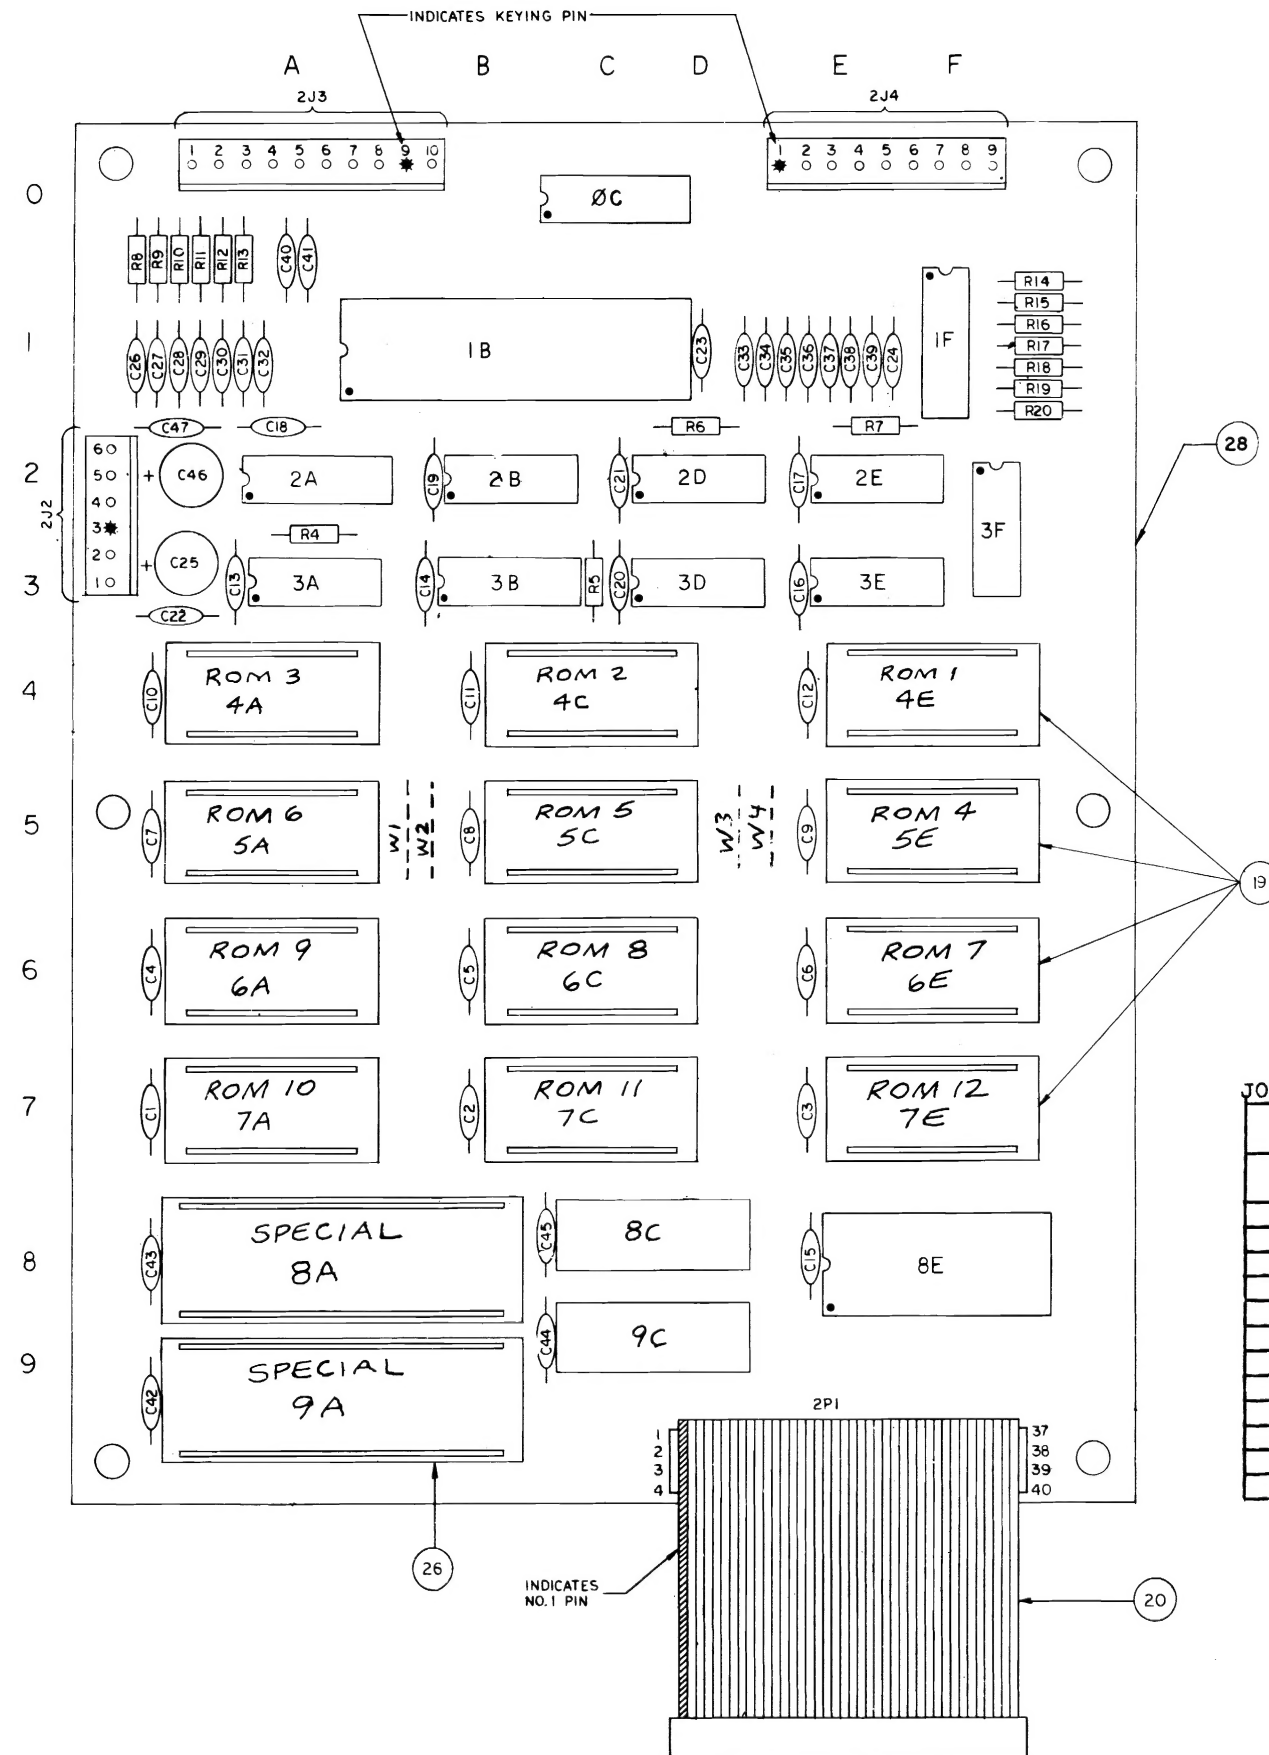 INDICATES KEYING PIN
A B C D E F
2J3 2J4
1 2 3 4 5 6 7 8 9 10
1 2 3 4 5 6 7 8 9
0
ØC
R8 R9 R10 R11 R12 R13 C40 C41
R14
R15
R16
R17
R18
R19
R20
1
C26 C27 C28 C29 C30 C31 C32
1B
C23
C33 C34 C35 C36 C37 C38 C39 C24
1F
C47 C18 R6 R7
28
2
2J2
6
5
4
3
2
1
C46 2A C19 2B C21 2D C17 2E
3F
R4
3
C25 C13 3A C14 3B R5 C20 3D C16 3E
C22
4
C10
ROM 3
4A
C11
ROM 2
4C
C12
ROM 1
4E
5
C7
ROM 6
5A
W1 W2
C8
ROM 5
5C
W3 W4
C9
ROM 4
5E
19
6
C4
ROM 9
6A
C5
ROM 8
6C
C6
ROM 7
6E
7
C1
ROM 10
7A
C2
ROM 11
7C
C3
ROM 12
7E
JO
8
C43
SPECIAL
8A
C45
8C
C15
8E
9
C42
SPECIAL
9A
C44
9C
2P1
1
2
3
4
37
38
39
40
26
INDICATES
NO. 1 PIN
20